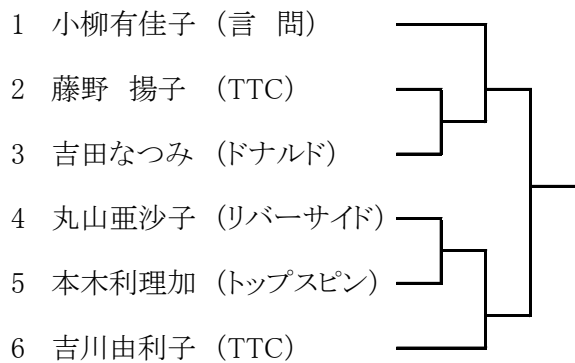 1 小柳有佳子 (言 問)
2 藤野 揚子 (TTC)
3 吉田なつみ (ドナルド)
4 丸山亜沙子 (リバーサイド)
5 本木利理加 (トップスピン)
6 吉川由利子 (TTC)